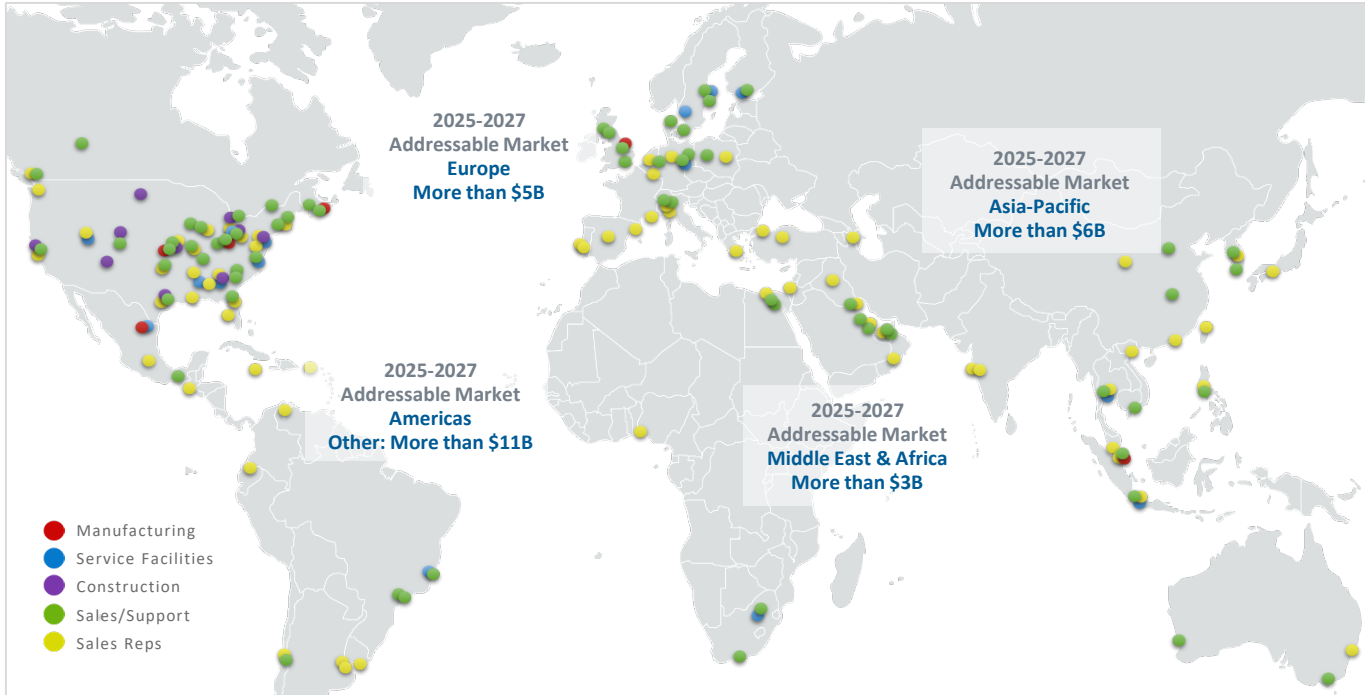 2025-2027
Addressable Market
Europe
More than $5B
2025-2027
Addressable Market
Asia-Pacific
More than $6B
2025-2027
Addressable Market
Americas
Other: More than $11B
2025-2027
Addressable Market
Middle East & Africa
More than $3B
Manufacturing
Service Facilities
Construction
Sales/Support
Sales Reps